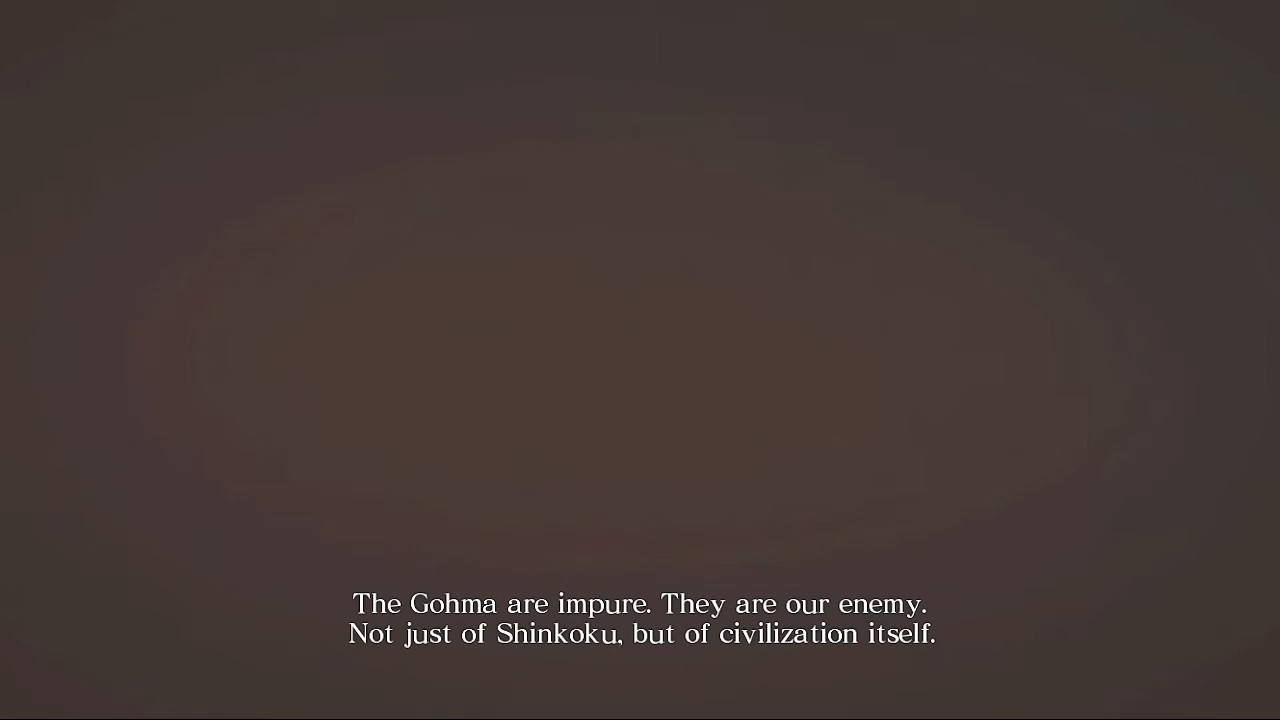 The Gohma are impure. They are our enemy.
Not just of Shinkoku, but of civilization itself.